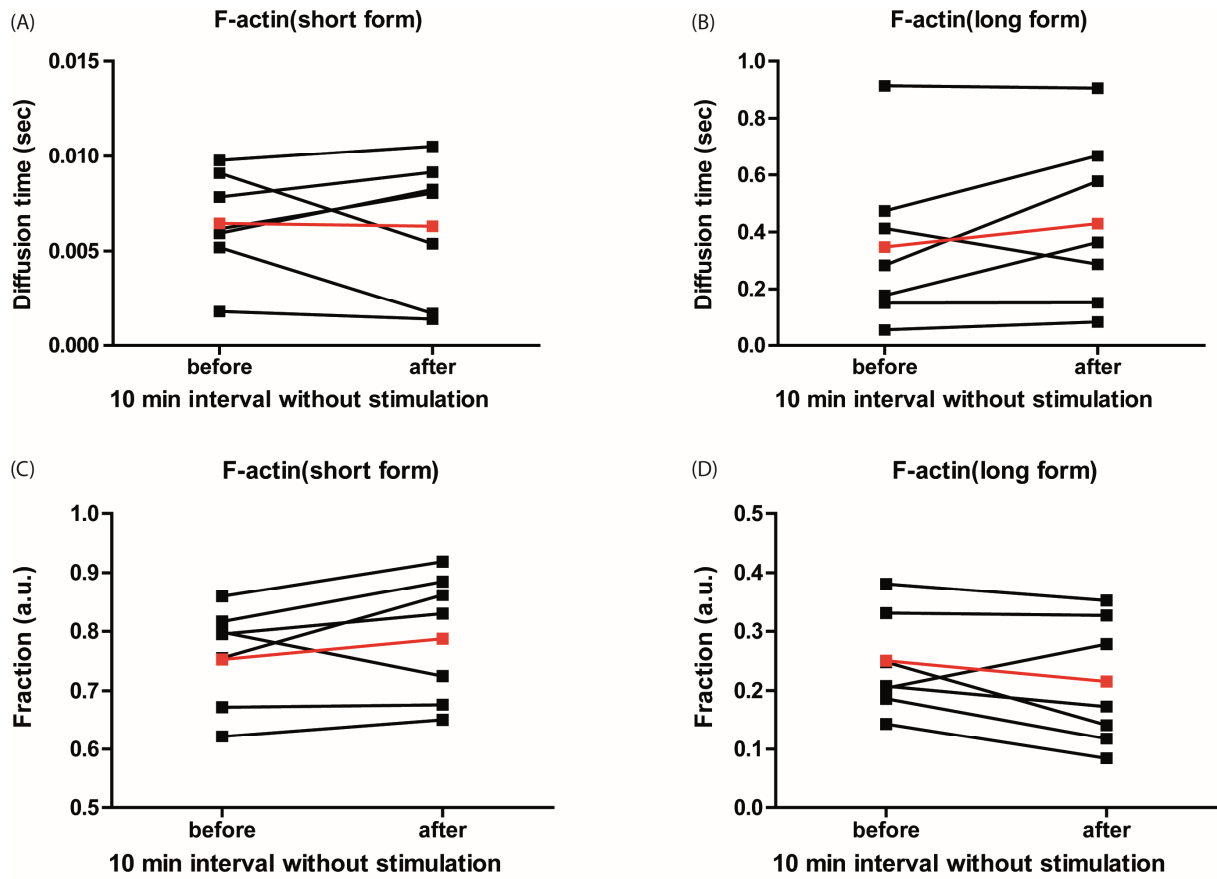 (A)
F-actin(short form)
Diffusion time (sec)
0.015
0.010
0.005
0.000
before
after
10 min interval without stimulation
(B)
F-actin(long form)
Diffusion time (sec)
1.0
0.8
0.6
0.4
0.2
0.0
before
after
10 min interval without stimulation
(C)
F-actin(short form)
Fraction (a.u.)
1.0
0.9
0.8
0.7
0.6
0.5
before
after
10 min interval without stimulation
(D)
F-actin(long form)
Fraction (a.u.)
0.5
0.4
0.3
0.2
0.1
0.0
before
after
10 min interval without stimulation